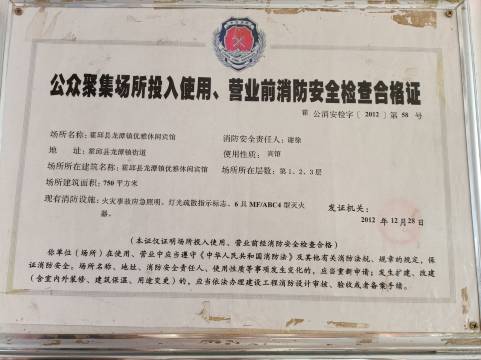 公众聚集场所投入使用、营业前消防安全检查合格证
霍 公消安检字〔2012〕第 58 号
场所名称:霍邱县龙潭镇优雅休闲宾馆 消防安全责任人:谢徐
地 址:霍邱县龙潭镇街道 使用性质:宾馆
场所所在建筑名称:霍邱县龙潭镇优雅休闲宾馆 场所所在层数:第1、2、3层
场所建筑面积:750 平方米
现有消防设施:火灾事故应急照明、灯光疏散指示标志、6具MF/ABC4型灭火
器。
发证机关:
2012 年 12 月 28 日
(本证仅证明场所投入使用、营业前经消防安全检查合格)
你单位(场所)在使用、营业中应当遵守《中华人民共和国消防法》及其他有关消防法规、规章的规定,保
证消防安全。场所名称、地址、消防安全责任人、使用性质等事项发生变化的,应当重新申请;发生扩建、改建
(含室内外装修、建筑保温、用途变更)的,应当依法办理建设工程消防设计审核、验收或者备案手续。